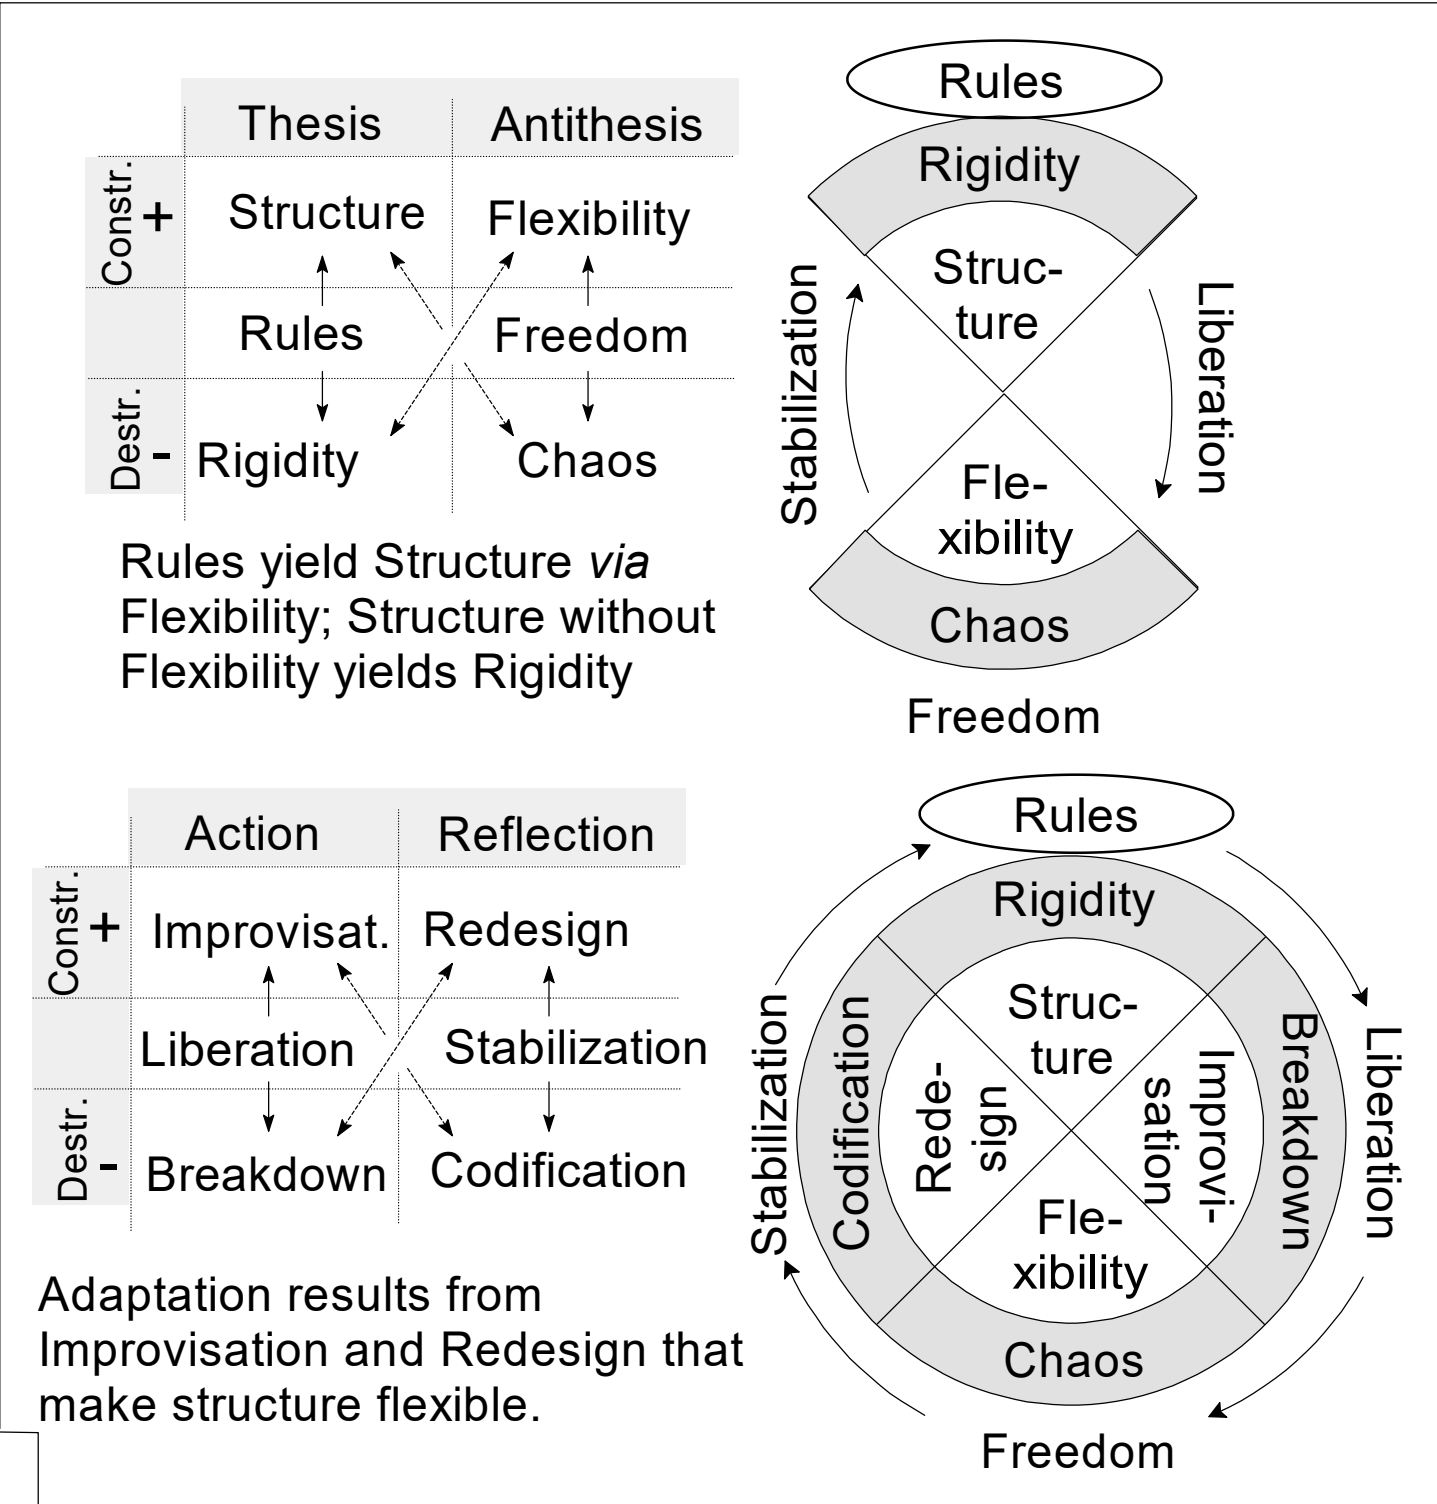 Thesis Antithesis
Constr.
+
Structure Flexibility
Rules Freedom
Destr.
-
Rigidity Chaos
Rules yield Structure via
Flexibility; Structure without
Flexibility yields Rigidity
Rules
Rigidity
Struc-
ture
Stabilization
Liberation
Fle-
xibility
Chaos
Freedom
Action Reflection
Constr.
+
Improvisat. Redesign
Liberation Stabilization
Destr.
-
Breakdown Codification
Adaptation results from
Improvisation and Redesign that
make structure flexible.
Rules
Rigidity
Struc-
ture
Stabilization
Codification
Rede-
sign
Improvi-
sation
Breakdown
Liberation
Fle-
xibility
Chaos
Freedom